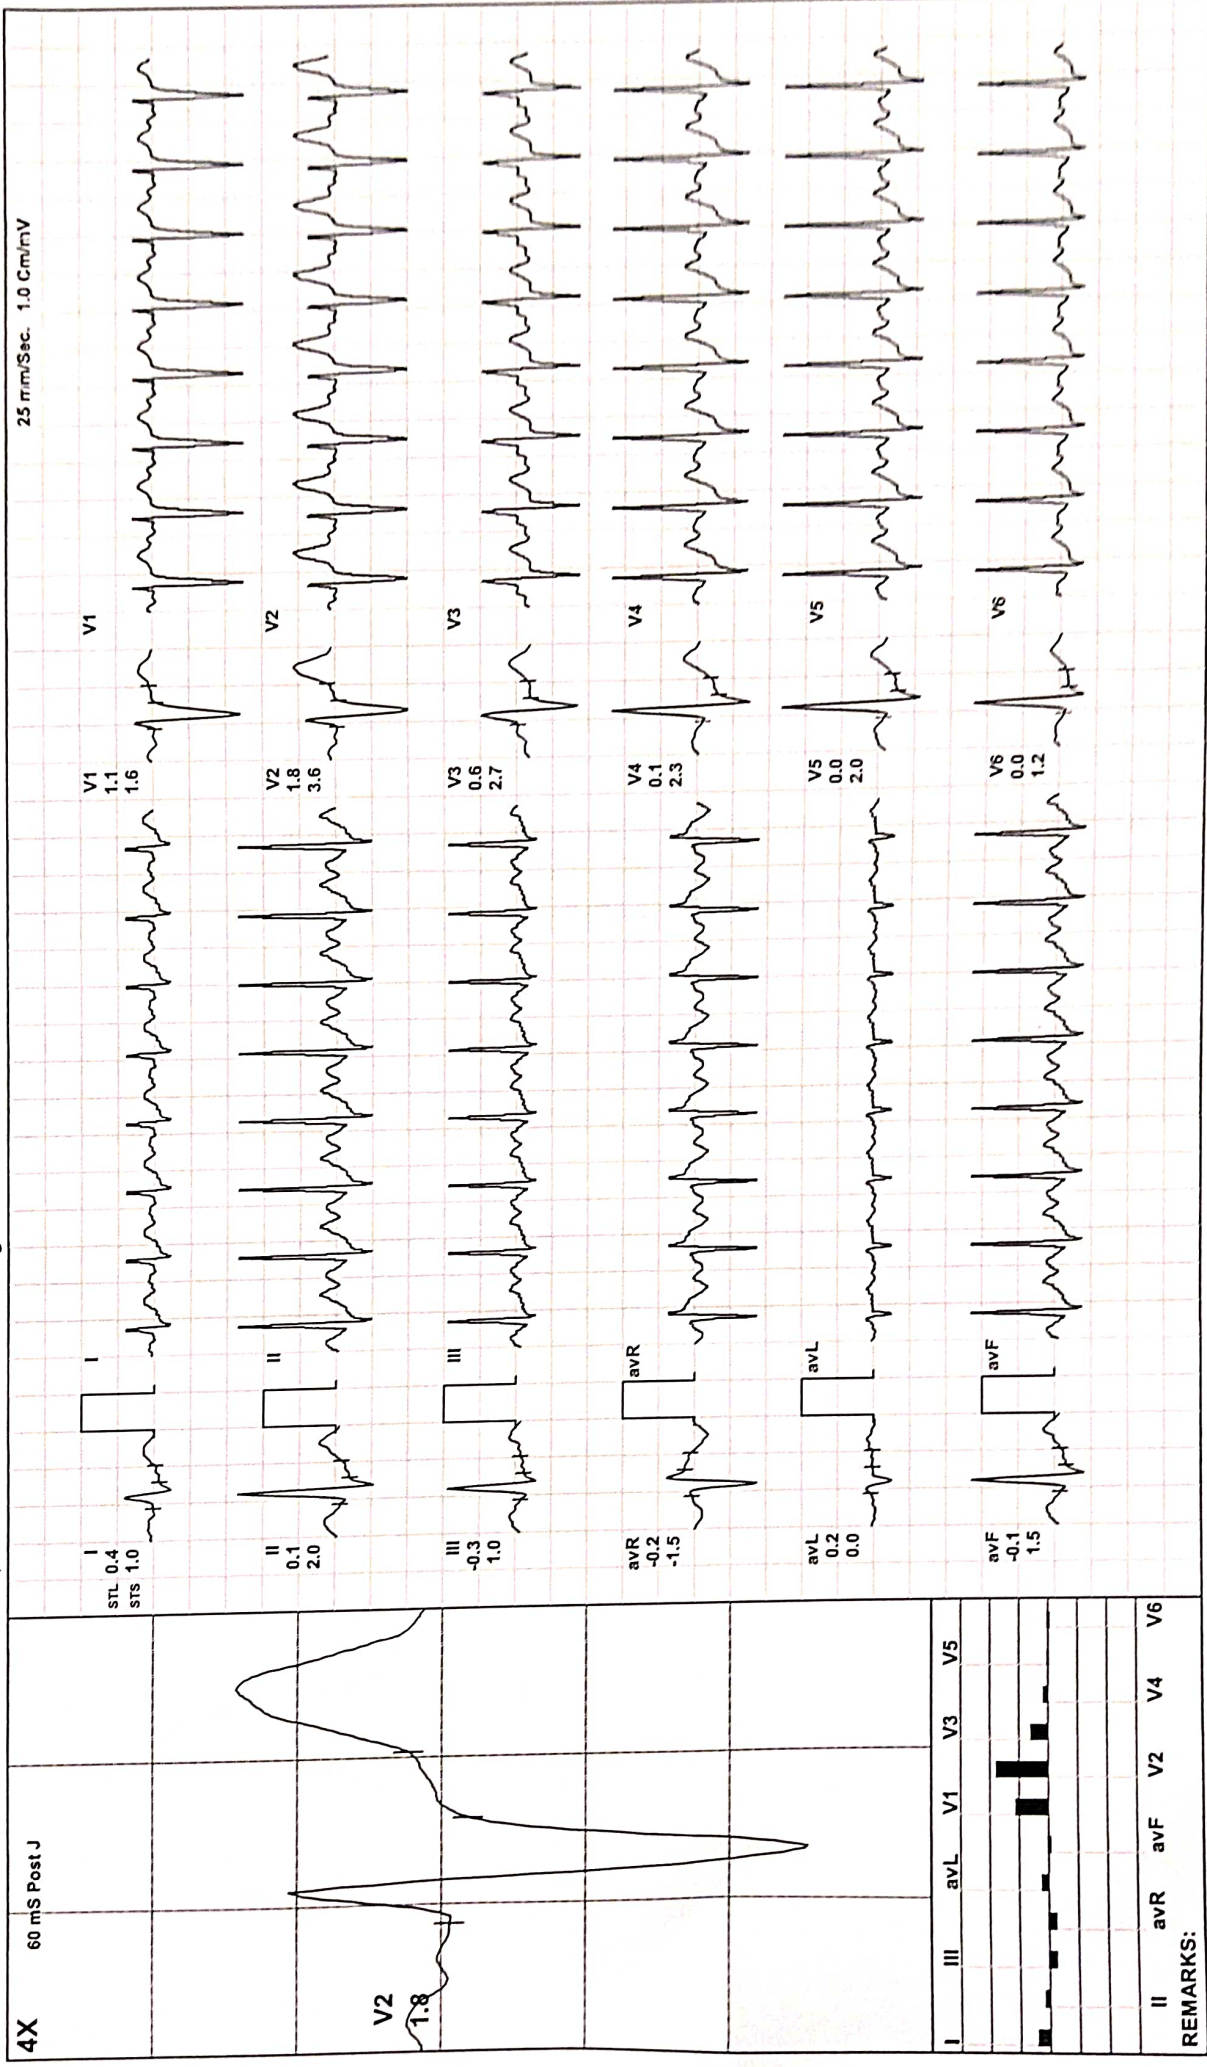 4X
60 mS Post J
25 mm/Sec. 1.0 Cm/mV
V2
1.8
I
STL 0.4
STS 1.0
I
V1
1.1
1.6
V1
II
0.1
2.0
II
V2
1.8
3.6
V2
III
-0.3
1.0
III
V3
0.6
2.7
V3
avR
-0.2
-1.5
avR
V4
0.1
2.3
V4
avL
0.2
0.0
avL
V5
0.0
2.0
V5
avF
-0.1
1.5
avF
V6
0.0
1.2
V6
I III avL V1 V3 V5
II avR avF V2 V4 V6
REMARKS: